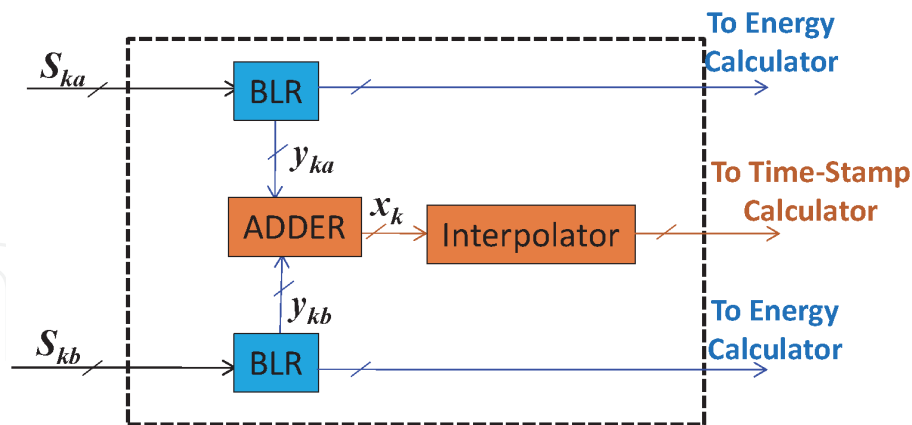 To Energy
Calculator
S_ka
BLR
y_ka
To Time-Stamp
Calculator
x_k
ADDER
Interpolator
y_kb
To Energy
Calculator
S_kb
BLR